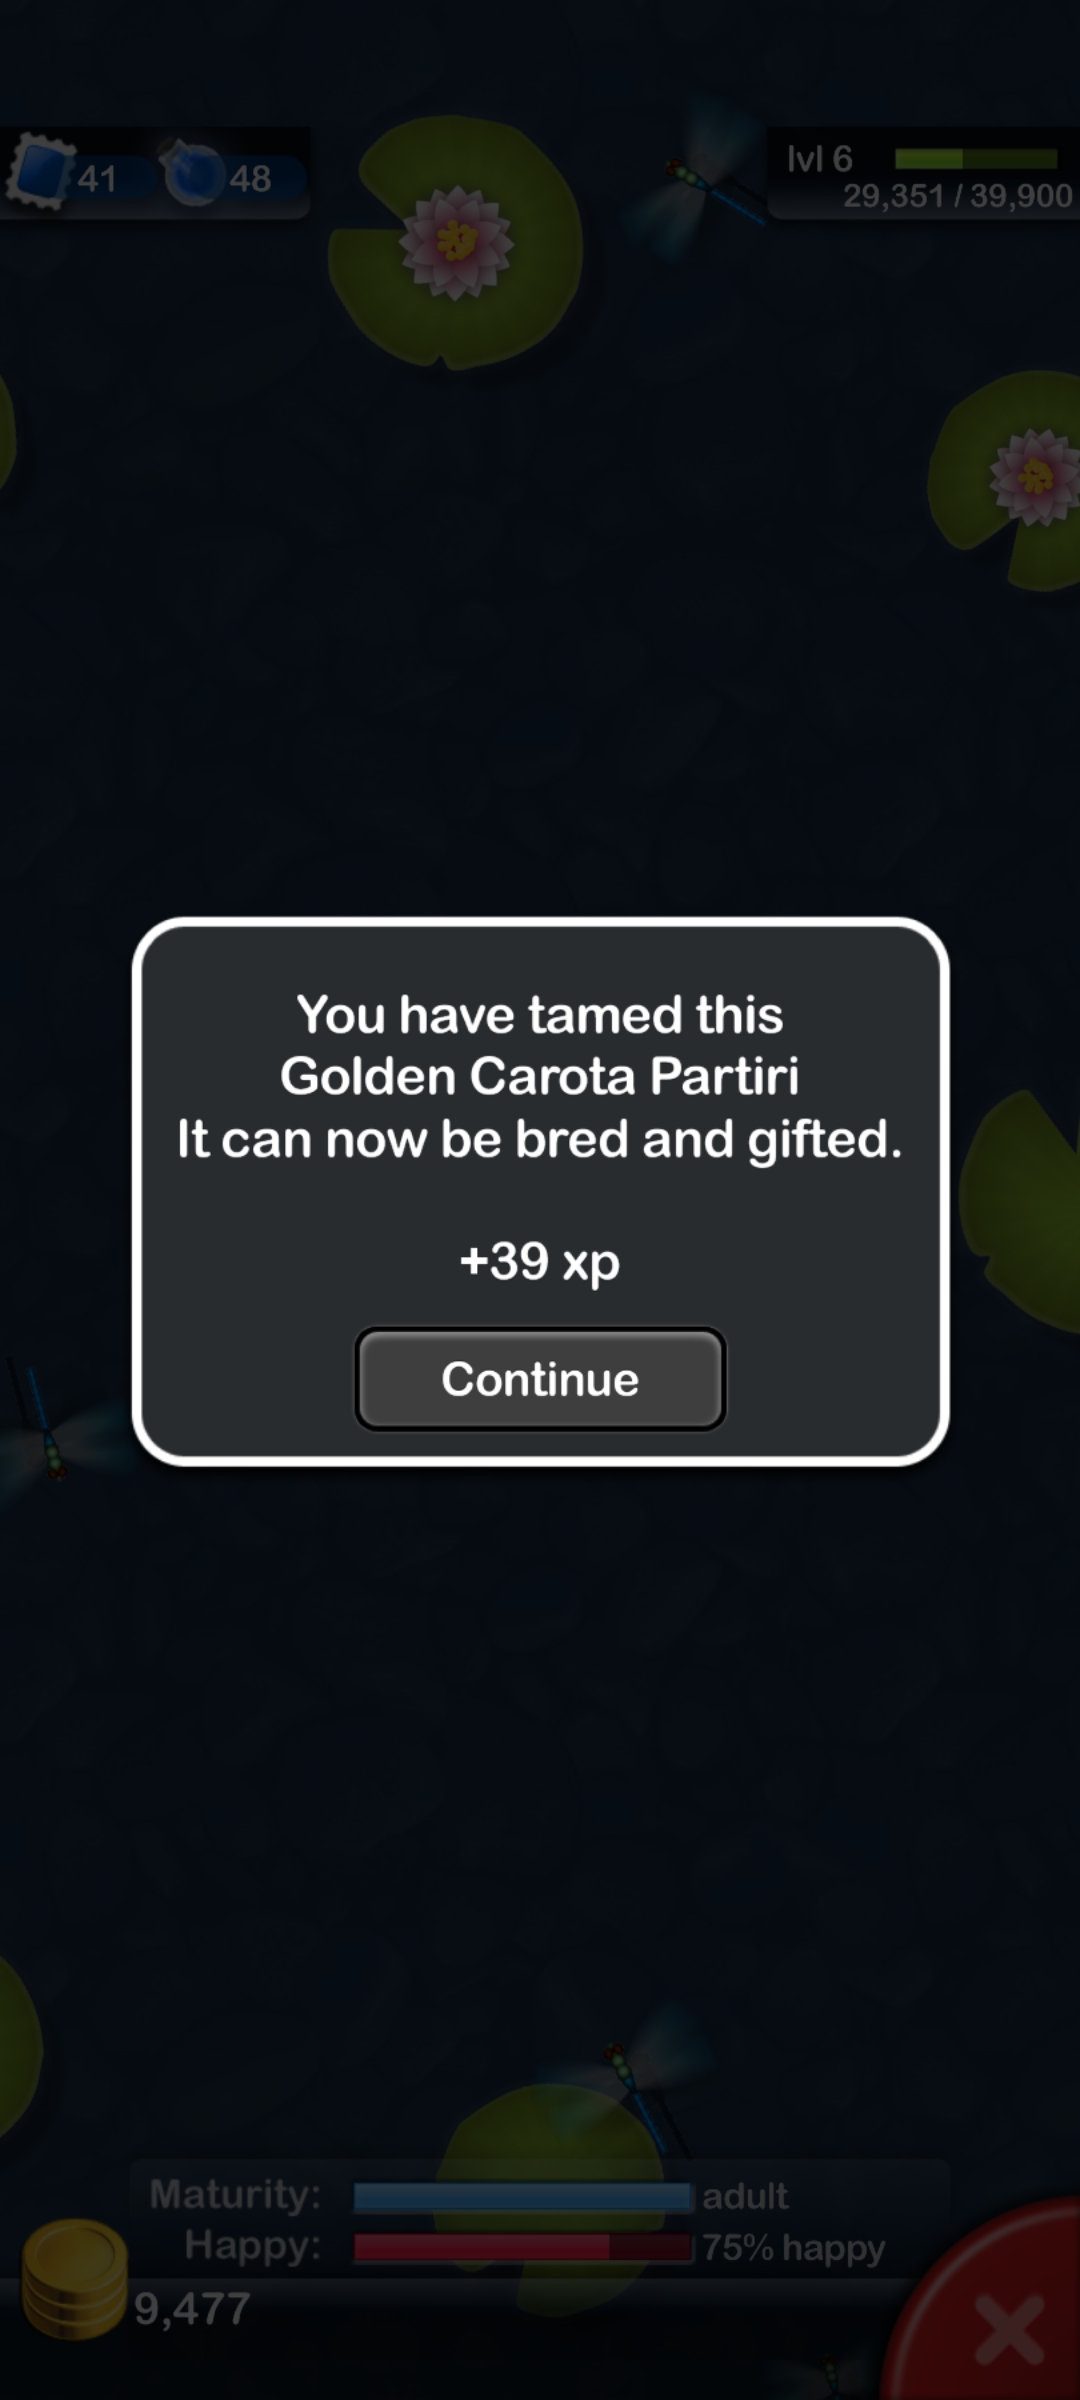 41
48
lvl 6
29,351 / 39,900
You have tamed this
Golden Carota Partiri
It can now be bred and gifted.
+39 xp
Continue
Maturity: adult
Happy: 75% happy
9,477